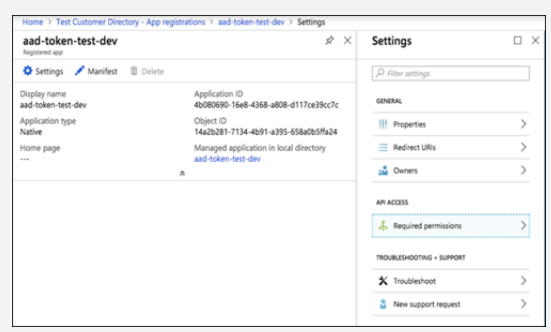 Home > Test Customer Directory - App registrations > aad-token-test-dev > Settings
aad-token-test-dev
Registered app
Settings Manifest Delete
Display name
aad-token-test-dev
Application type
Native
Home page
---
Application ID
4b080690-16e8-4368-a808-d117ce39cc7c
Object ID
14a2b281-7134-4b91-a395-658a0b5ffa24
Managed application in local directory
aad-token-test-dev
Settings
Filter settings
GENERAL
Properties
Redirect URIs
Owners
API ACCESS
Required permissions
TROUBLESHOOTING + SUPPORT
Troubleshoot
New support request